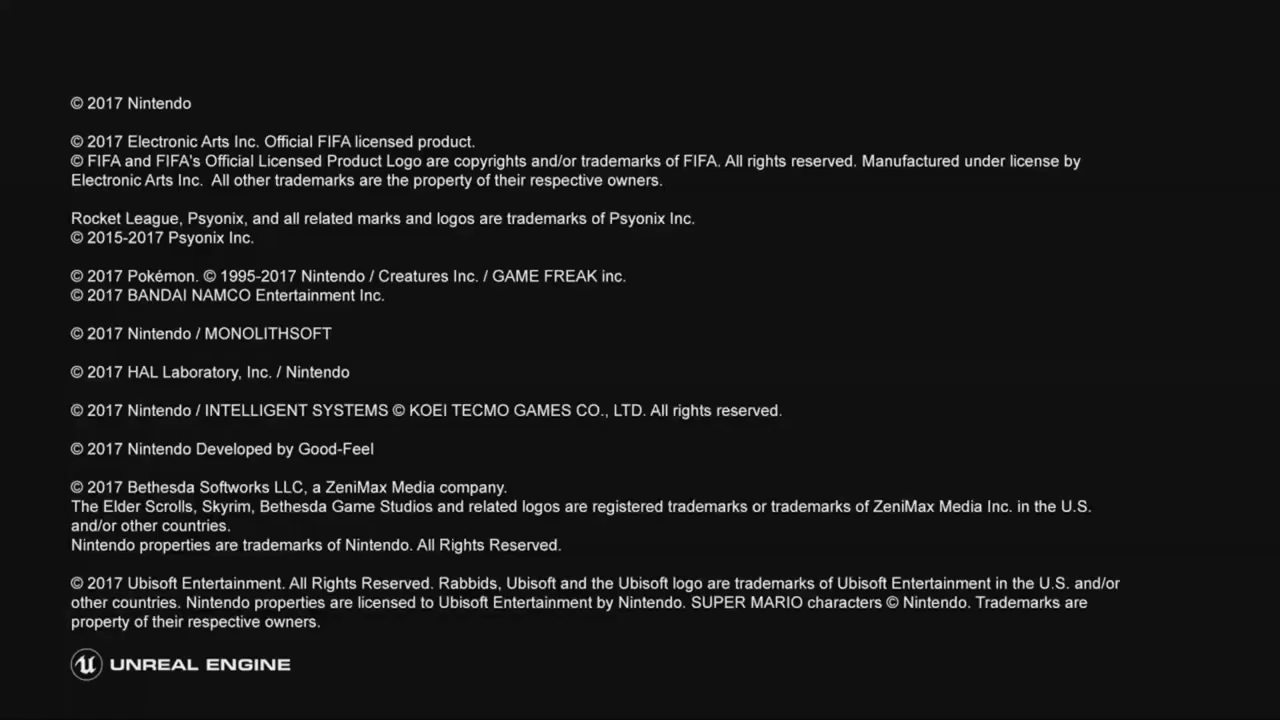 © 2017 Nintendo
© 2017 Electronic Arts Inc. Official FIFA licensed product.
© FIFA and FIFA's Official Licensed Product Logo are copyrights and/or trademarks of FIFA. All rights reserved. Manufactured under license by
Electronic Arts Inc.  All other trademarks are the property of their respective owners.
Rocket League, Psyonix, and all related marks and logos are trademarks of Psyonix Inc.
© 2015-2017 Psyonix Inc.
© 2017 Pokémon. © 1995-2017 Nintendo / Creatures Inc. / GAME FREAK inc.
© 2017 BANDAI NAMCO Entertainment Inc.
© 2017 Nintendo / MONOLITHSOFT
© 2017 HAL Laboratory, Inc. / Nintendo
© 2017 Nintendo / INTELLIGENT SYSTEMS © KOEI TECMO GAMES CO., LTD. All rights reserved.
© 2017 Nintendo Developed by Good-Feel
© 2017 Bethesda Softworks LLC, a ZeniMax Media company.
The Elder Scrolls, Skyrim, Bethesda Game Studios and related logos are registered trademarks or trademarks of ZeniMax Media Inc. in the U.S.
and/or other countries.
Nintendo properties are trademarks of Nintendo. All Rights Reserved.
© 2017 Ubisoft Entertainment. All Rights Reserved. Rabbids, Ubisoft and the Ubisoft logo are trademarks of Ubisoft Entertainment in the U.S. and/or
other countries. Nintendo properties are licensed to Ubisoft Entertainment by Nintendo. SUPER MARIO characters © Nintendo. Trademarks are
property of their respective owners.
UNREAL ENGINE